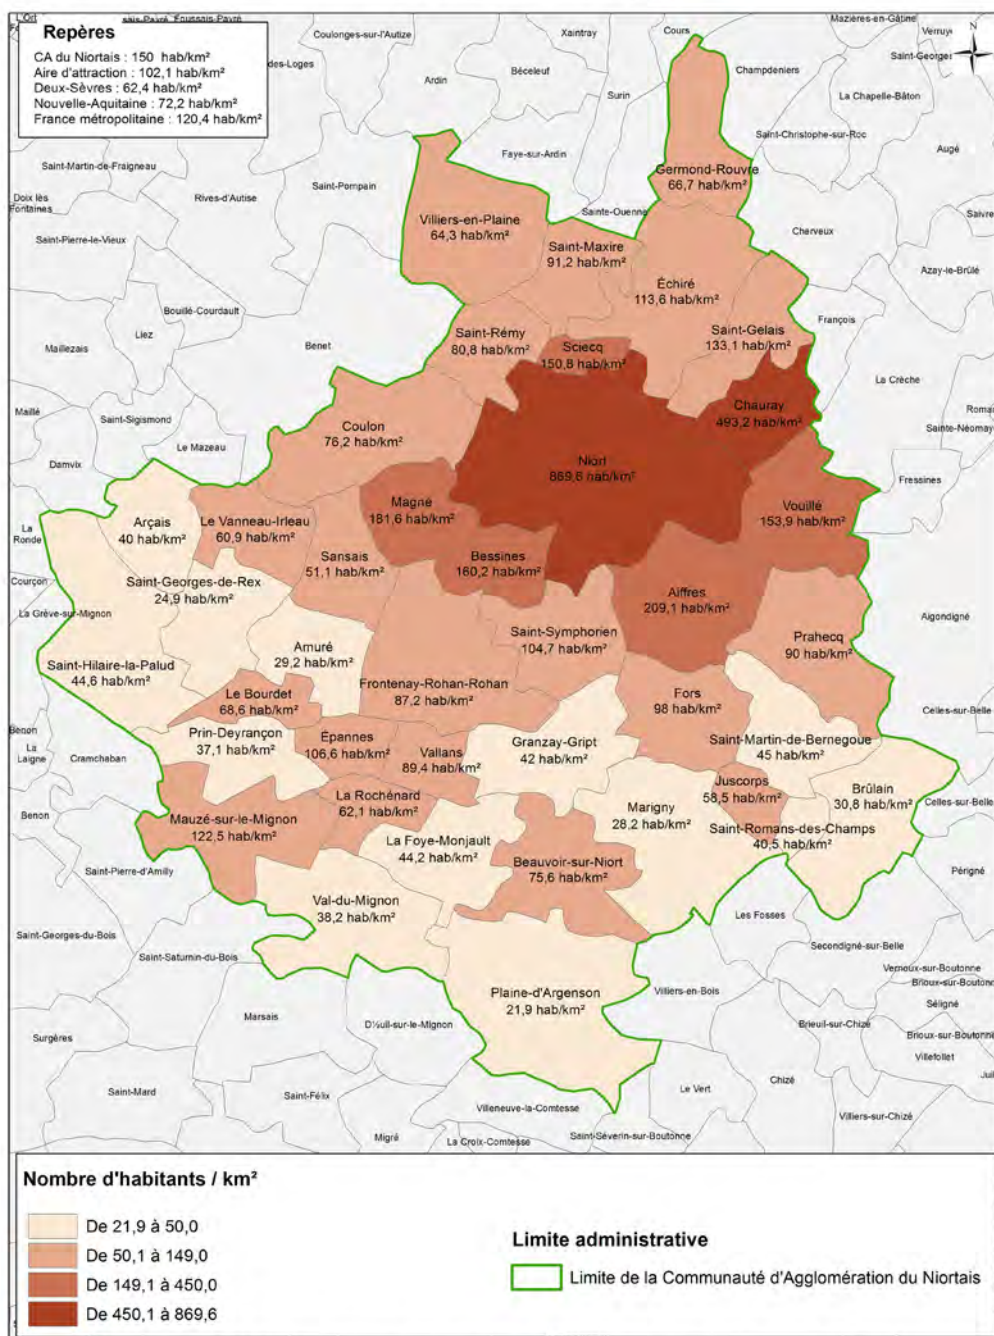 Repères
CA du Niortais : 150 hab/km²
Aire d'attraction : 102,1 hab/km²
Deux-Sèvres : 62,4 hab/km²
Nouvelle-Aquitaine : 72,2 hab/km²
France métropolitaine : 120,4 hab/km²
L'Ort
Foussais-Payré
Coulonges-sur-l'Autize
Xaintray
Cours
Mazières-en-Gâtine
Verruye
N
des-Loges
Ardin
Béceleuf
Surin
Champdeniers
Saint-Georges
La Chapelle-Bâton
Saint-Christophe-sur-Roc
Augé
Saint-Martin-de-Fraigneau
Faye-sur-Ardin
Germond-Rouvre
66,7 hab/km²
Saint-Pompain
Rives-d'Autise
Doix lès
Fontaines
Saint-Pierre-le-Vieux
Villiers-en-Plaine
64,3 hab/km²
Sainte-Ouenne
Saint-Maxire
91,2 hab/km²
Cherveux
Saivre
Azay-le-Brûlé
Échiré
113,6 hab/km²
Bouillé-Courdault
Liez
Maillezais
Benet
Saint-Rémy
80,8 hab/km²
Sciecq
150,8 hab/km²
Saint-Gelais
133,1 hab/km²
François
La Crèche
Maillé
Saint-Sigismond
Le Mazeau
Damvix
Coulon
76,2 hab/km²
Chauray
493,2 hab/km²
Romai
Sainte-Néomaye
Niort
869,6 hab/km²
Fressines
La
Ronde
Arçais
40 hab/km²
Le Vanneau-Irleau
60,9 hab/km²
Magné
181,6 hab/km²
Vouillé
153,9 hab/km²
Sansais
51,1 hab/km²
Bessines
160,2 hab/km²
Courçon
Saint-Georges-de-Rex
24,9 hab/km²
La Grève-sur-Mignon
Aiffres
209,1 hab/km²
Aigondigné
Saint-Symphorien
104,7 hab/km²
Prahecq
90 hab/km²
Amuré
29,2 hab/km²
Saint-Hilaire-la-Palud
44,6 hab/km²
Frontenay-Rohan-Rohan
87,2 hab/km²
Le Bourdet
68,6 hab/km²
Fors
98 hab/km²
Celles-sur-Belle
Benon
La
Laigne
Cramchaban
Prin-Deyrançon
37,1 hab/km²
Épannes
106,6 hab/km²
Vallans
89,4 hab/km²
Granzay-Gript
42 hab/km²
Saint-Martin-de-Bernegoue
45 hab/km²
Juscorps
58,5 hab/km²
Brûlain
30,8 hab/km²
Celles-sur-Belle
Benon
La Rochénard
62,1 hab/km²
Mauzé-sur-le-Mignon
122,5 hab/km²
Marigny
28,2 hab/km²
Saint-Romans-des-Champs
40,5 hab/km²
La Foye-Monjault
44,2 hab/km²
Beauvoir-sur-Niort
75,6 hab/km²
Saint-Pierre-d'Amilly
Périgné
Val-du-Mignon
38,2 hab/km²
Les Fosses
Saint-Georges-du-Bois
Saint-Saturnin-du-Bois
Secondigné-sur-Belle
Vernoux-sur-Boutonne
Brioux-sur-Boutonne
Séligné
Plaine-d'Argenson
21,9 hab/km²
Villiers-en-Bois
Marsais
Surgères
Brieuil-sur-Chizé
Brioux-sur-Boutonne
Villefollet
Jui
Saint-Mard
Saint-Félix
Le Vert
Chizé
Villeneuve-la-Comtesse
Villiers-sur-Chizé
Migré
La Croix-Comtesse
Saint-Séverin-sur-Boutonne
Nombre d'habitants / km²
De 21,9 à 50,0
De 50,1 à 149,0
De 149,1 à 450,0
De 450,1 à 869,6
Limite administrative
Limite de la Communauté d'Agglomération du Niortais